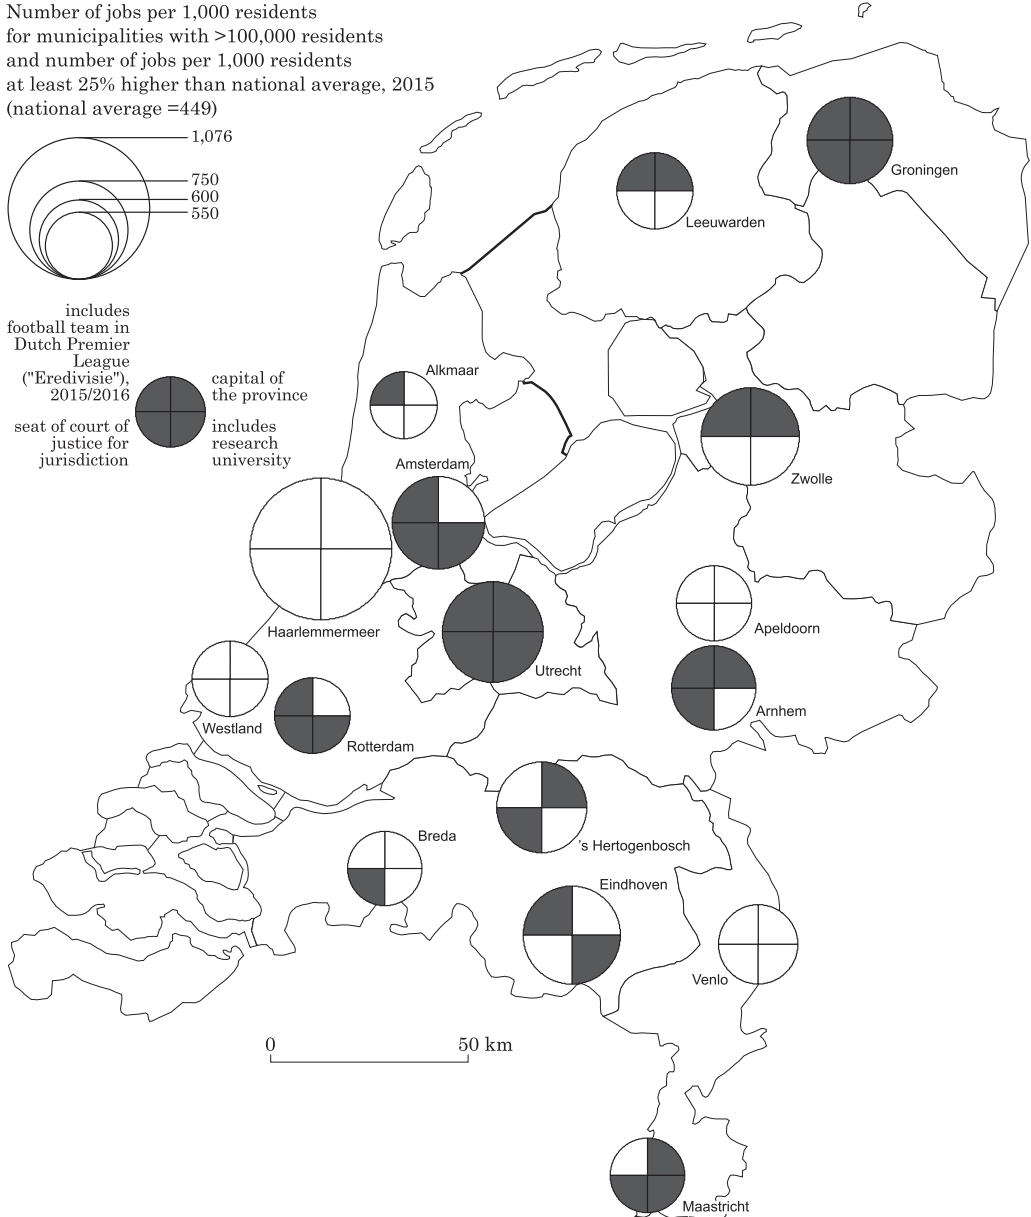 Number of jobs per 1,000 residents
for municipalities with >100,000 residents
and number of jobs per 1,000 residents
at least 25% higher than national average, 2015
(national average =449)
1,076
750
600
550
includes
football team in
Dutch Premier
League
("Eredivisie"),
2015/2016
capital of
the province
seat of court of
justice for
jurisdiction
includes
research
university
Groningen
Leeuwarden
Alkmaar
Amsterdam
Zwolle
Haarlemmermeer
Apeldoorn
Utrecht
Arnhem
Westland
Rotterdam
Breda
's Hertogenbosch
Eindhoven
Venlo
0 50 km
Maastricht